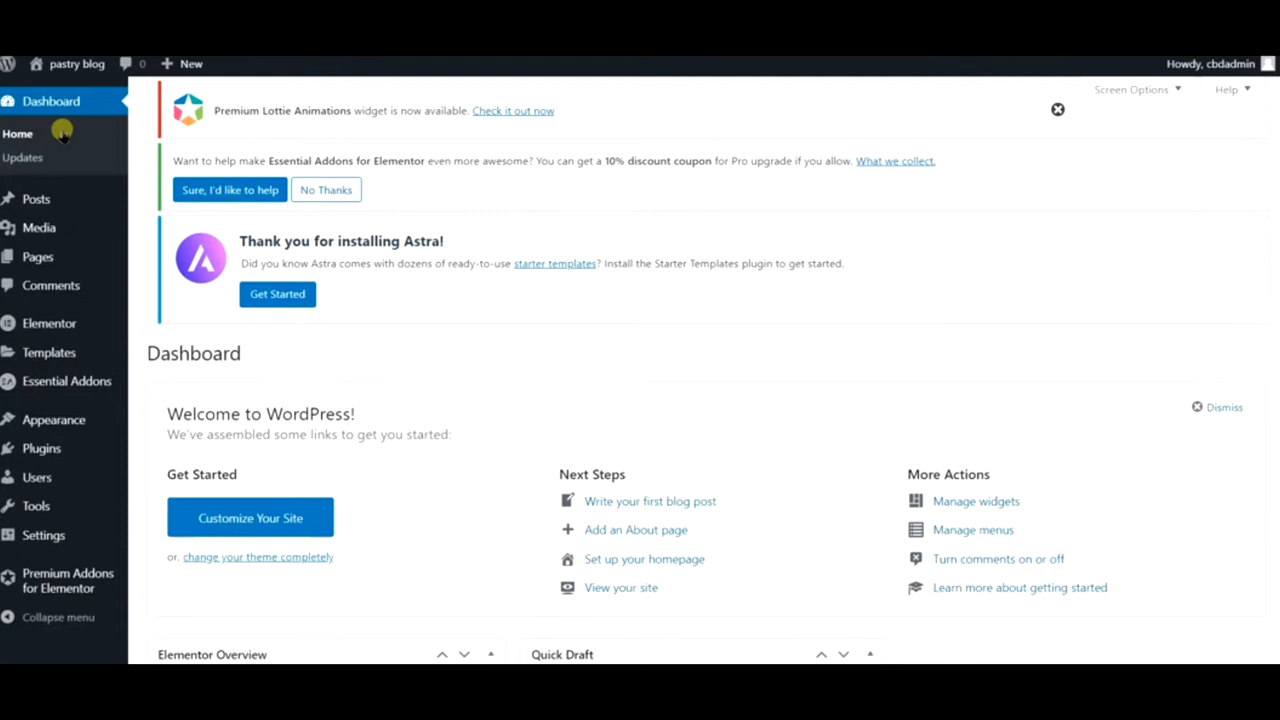 pastry blog 0 New Howdy, cbdadmin
Dashboard
Home
Updates
Posts
Media
Pages
Comments
Elementor
Templates
Essential Addons
Appearance
Plugins
Users
Tools
Settings
Premium Addons
for Elementor
Collapse menu
Screen Options Help
Premium Lottie Animations widget is now available. Check it out now
Want to help make Essential Addons for Elementor even more awesome? You can get a 10% discount coupon for Pro upgrade if you allow. What we collect.
Sure, I'd like to help No Thanks
Thank you for installing Astra!
Did you know Astra comes with dozens of ready-to-use starter templates? Install the Starter Templates plugin to get started.
Get Started
Dashboard
Welcome to WordPress!
Dismiss
We've assembled some links to get you started:
Get Started
Customize Your Site
or, change your theme completely
Next Steps
Write your first blog post
Add an About page
Set up your homepage
View your site
More Actions
Manage widgets
Manage menus
Turn comments on or off
Learn more about getting started
Elementor Overview
Quick Draft